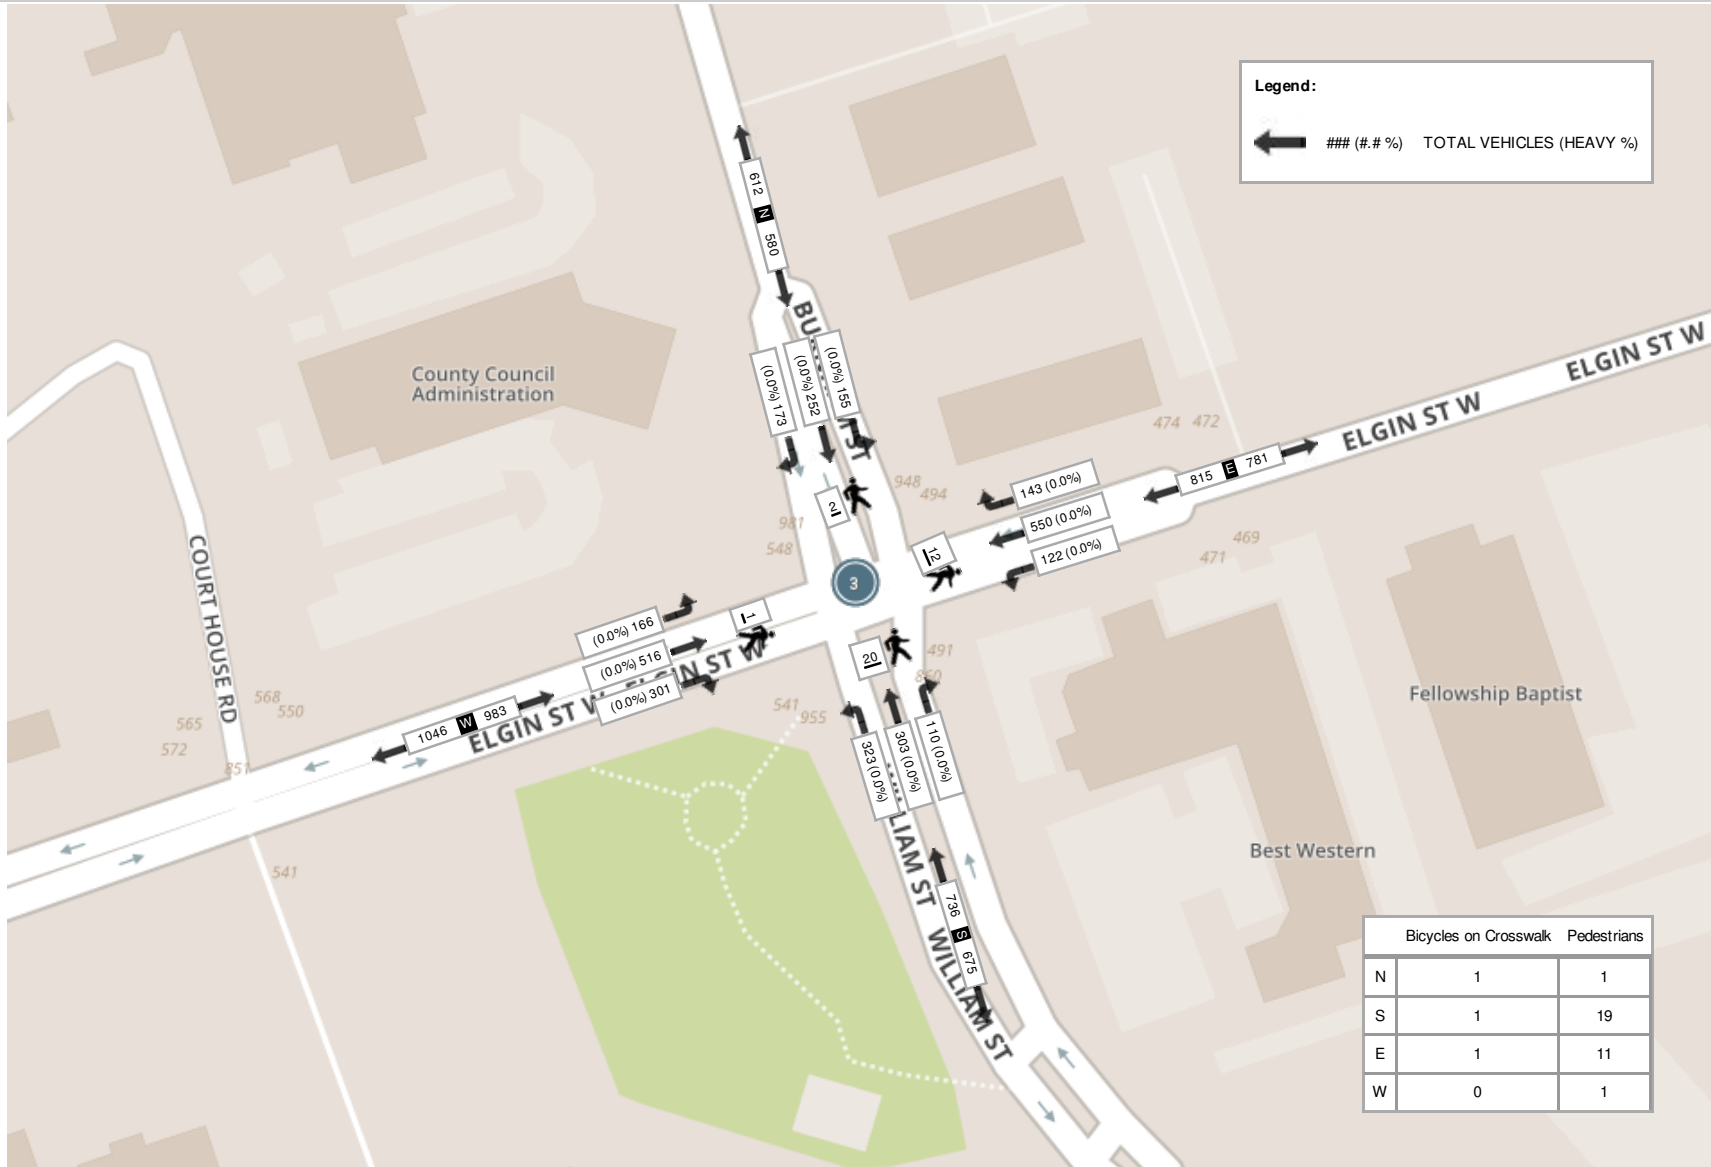 Legend:
### (#.# %) TOTAL VEHICLES (HEAVY %)
612 N 580
ELGIN ST W
ELGIN ST W
County Council
Administration
(0.0%) 173
(0.0%) 252
(0.0%) 155
474 472
815 E 781
948
494
143 (0.0%)
550 (0.0%)
122 (0.0%)
2
981
548
12
469
471
3
COURT HOUSE RD
(0.0%) 166
1
(0.0%) 516
(0.0%) 301
20
491
860
ELGIN ST W
568
550
565
572
851
1046 W 983
541
955
Fellowship Baptist
323 (0.0%)
303 (0.0%)
110 (0.0%)
Best Western
541
736 S 675
WILLIAM ST
Bicycles on Crosswalk Pedestrians
N 1 1
S 1 19
E 1 11
W 0 1